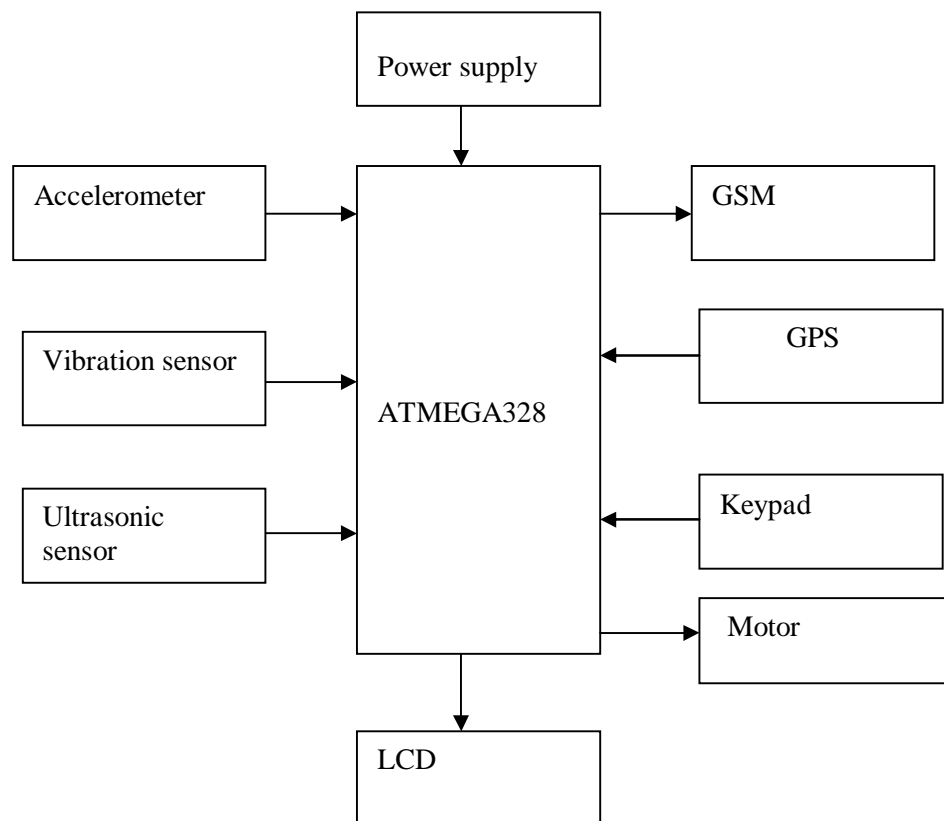 Power supply
Accelerometer
GSM
Vibration sensor
GPS
ATMEGA328
Ultrasonic
sensor
Keypad
Motor
LCD